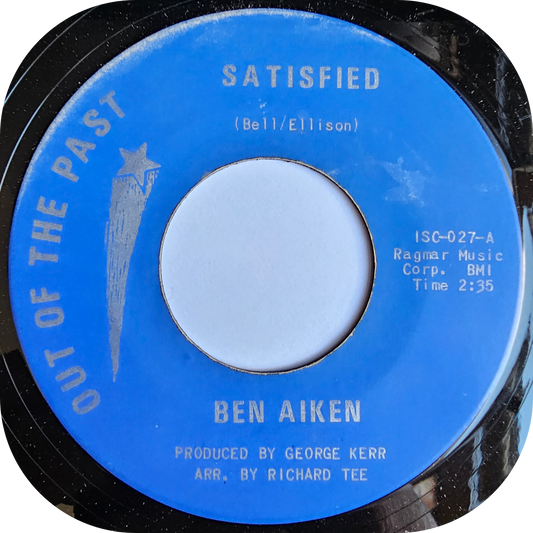 SATISFIED
(Bell/Ellison)
OUT OF THE PAST
ISC-027-A
Ragmar Music
Corp. BMI
Time 2:35
BEN AIKEN
PRODUCED BY GEORGE KERR
ARR. BY RICHARD TEE